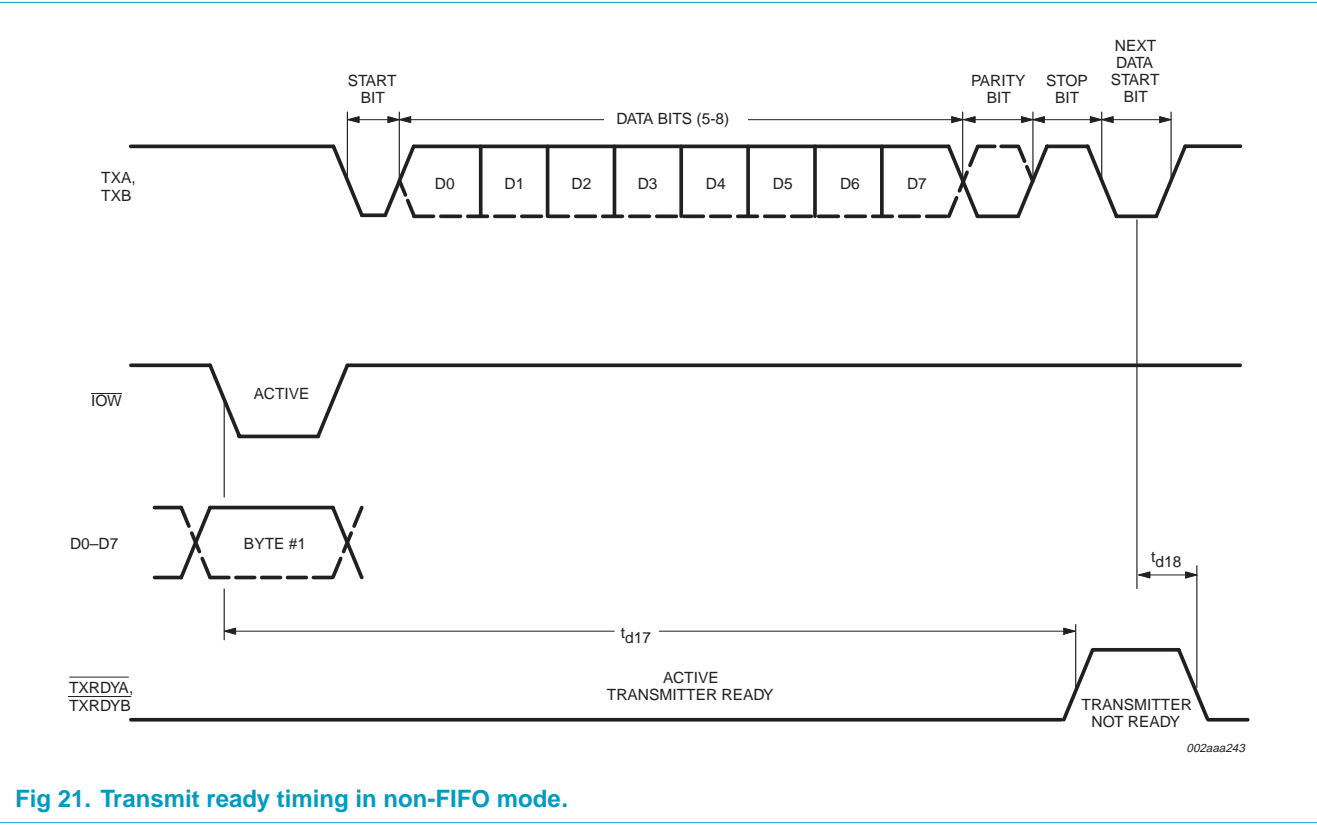 NEXT
DATA
START
BIT
START
BIT
PARITY
BIT
STOP
BIT
DATA BITS (5-8)
TXA,
TXB
D0
D1
D2
D3
D4
D5
D6
D7
IOW
ACTIVE
D0–D7
BYTE #1
td18
td17
TXRDYA,
TXRDYB
ACTIVE
TRANSMITTER READY
TRANSMITTER
NOT READY
002aaa243
Fig 21. Transmit ready timing in non-FIFO mode.